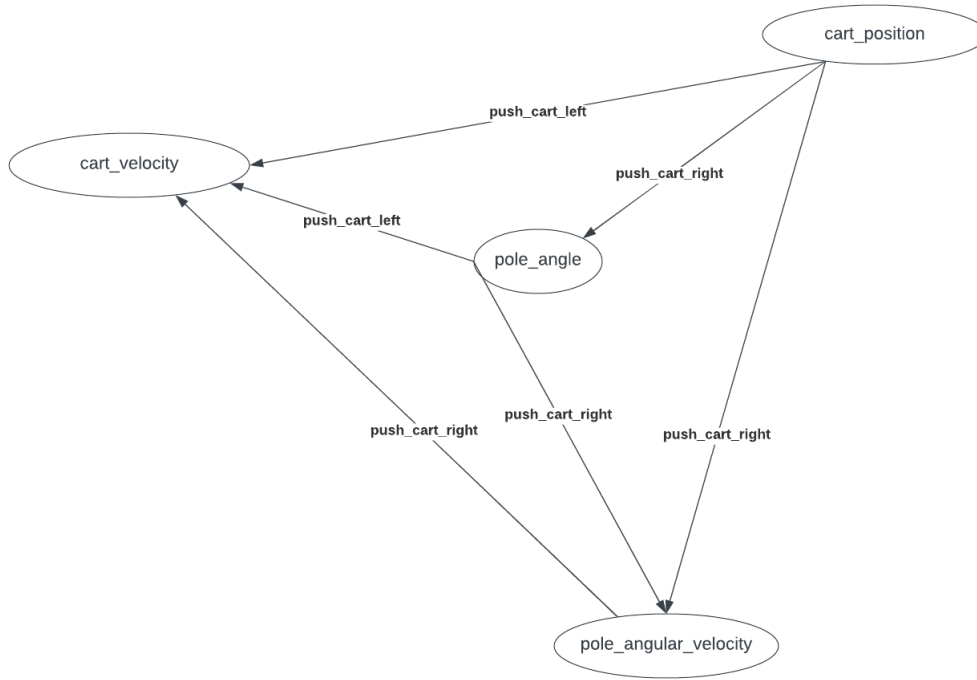 cart_position
push_cart_left
cart_velocity
push_cart_right
push_cart_left
pole_angle
push_cart_right
push_cart_right
push_cart_right
pole_angular_velocity